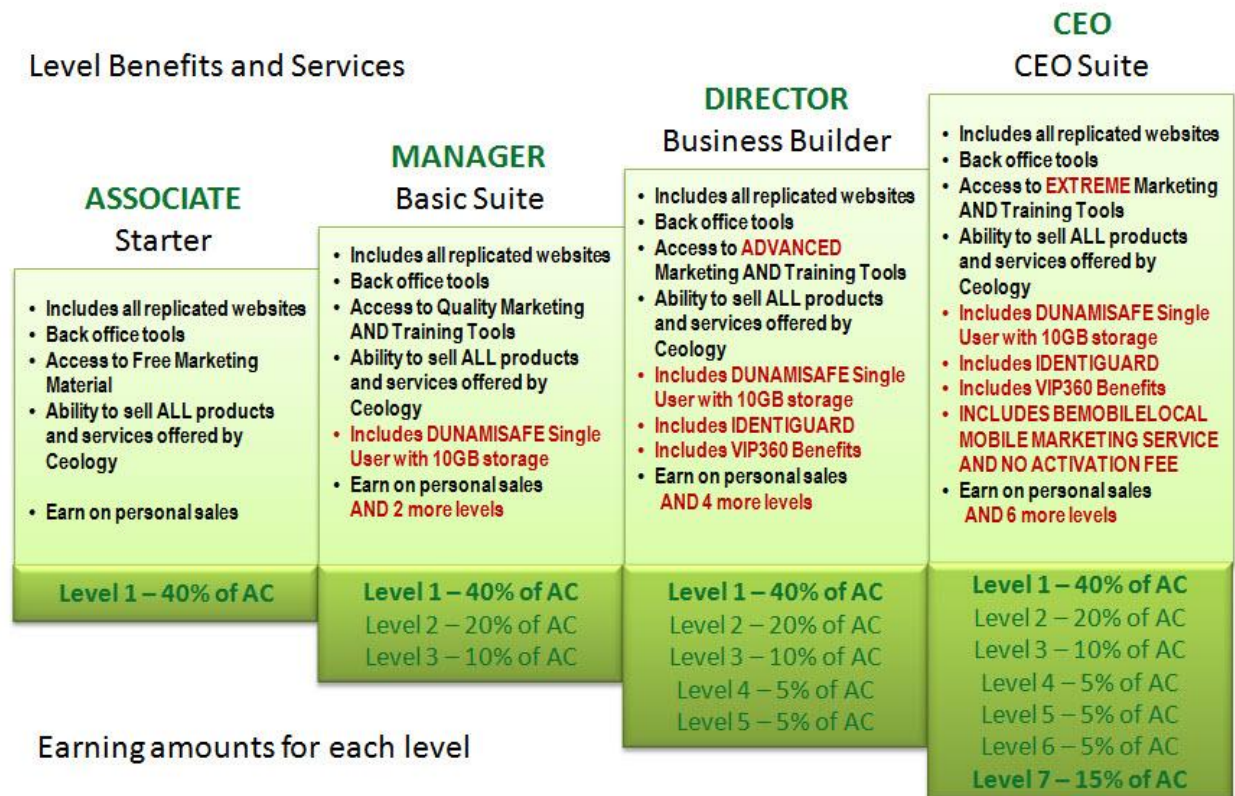 Level Benefits and Services
ASSOCIATE
Starter
• Includes all replicated websites
• Back office tools
• Access to Free Marketing
Material
• Ability to sell ALL products
and services offered by
Ceology
• Earn on personal sales
Level 1 – 40% of AC
MANAGER
Basic Suite
• Includes all replicated websites
• Back office tools
• Access to Quality Marketing
AND Training Tools
• Ability to sell ALL products
and services offered by
Ceology
• Includes DUNAMISAFE Single
User with 10GB storage
• Earn on personal sales
AND 2 more levels
Level 1 – 40% of AC
Level 2 – 20% of AC
Level 3 – 10% of AC
DIRECTOR
Business Builder
• Includes all replicated websites
• Back office tools
• Access to ADVANCED
Marketing AND Training Tools
• Ability to sell ALL products
and services offered by
Ceology
• Includes DUNAMISAFE Single
User with 10GB storage
• Includes IDENTIGUARD
• Includes VIP360 Benefits
• Earn on personal sales
AND 4 more levels
Level 1 – 40% of AC
Level 2 – 20% of AC
Level 3 – 10% of AC
Level 4 – 5% of AC
Level 5 – 5% of AC
CEO
CEO Suite
• Includes all replicated websites
• Back office tools
• Access to EXTREME Marketing
AND Training Tools
• Ability to sell ALL products
and services offered by
Ceology
• Includes DUNAMISAFE Single
User with 10GB storage
• Includes IDENTIGUARD
• Includes VIP360 Benefits
• INCLUDES BEMOBILELOCAL
MOBILE MARKETING SERVICE
AND NO ACTIVATION FEE
• Earn on personal sales
AND 6 more levels
Level 1 – 40% of AC
Level 2 – 20% of AC
Level 3 – 10% of AC
Level 4 – 5% of AC
Level 5 – 5% of AC
Level 6 – 5% of AC
Level 7 – 15% of AC
Earning amounts for each level